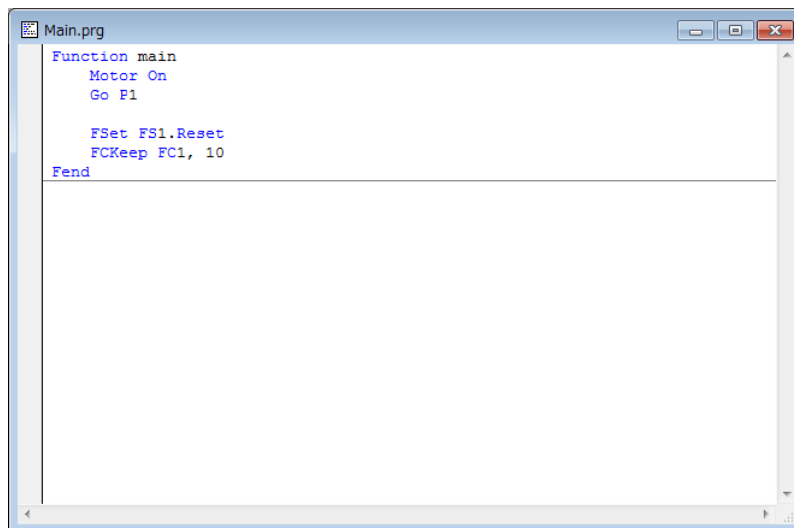 Main.prg
Function main
Motor On
Go P1
FSet FS1.Reset
FCKeep FC1, 10
Fend